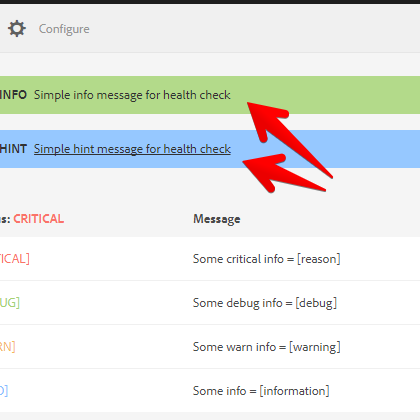 Configure
INFO Simple info message for health check
HINT Simple hint message for health check
us: CRITICAL Message
ICAL] Some critical info = [reason]
UG] Some debug info = [debug]
RN] Some warn info = [warning]
O] Some info = [information]